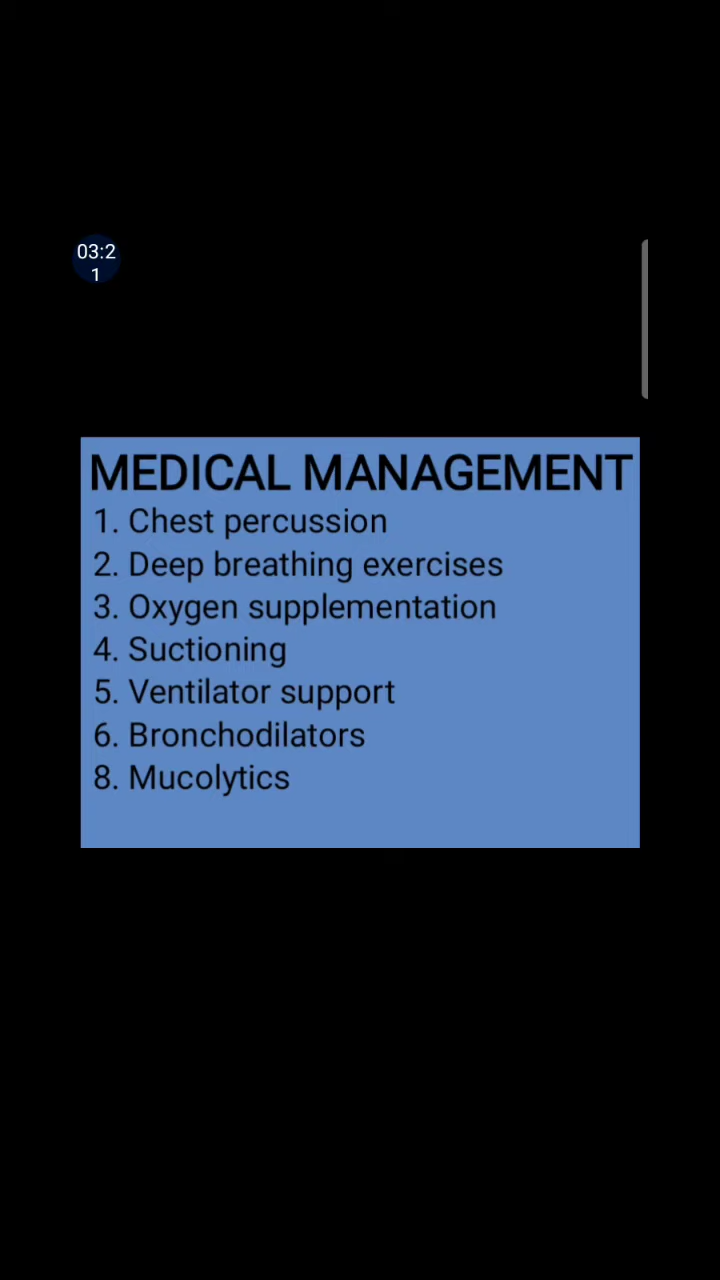 03:2
1
MEDICAL MANAGEMENT
1. Chest percussion
2. Deep breathing exercises
3. Oxygen supplementation
4. Suctioning
5. Ventilator support
6. Bronchodilators
8. Mucolytics